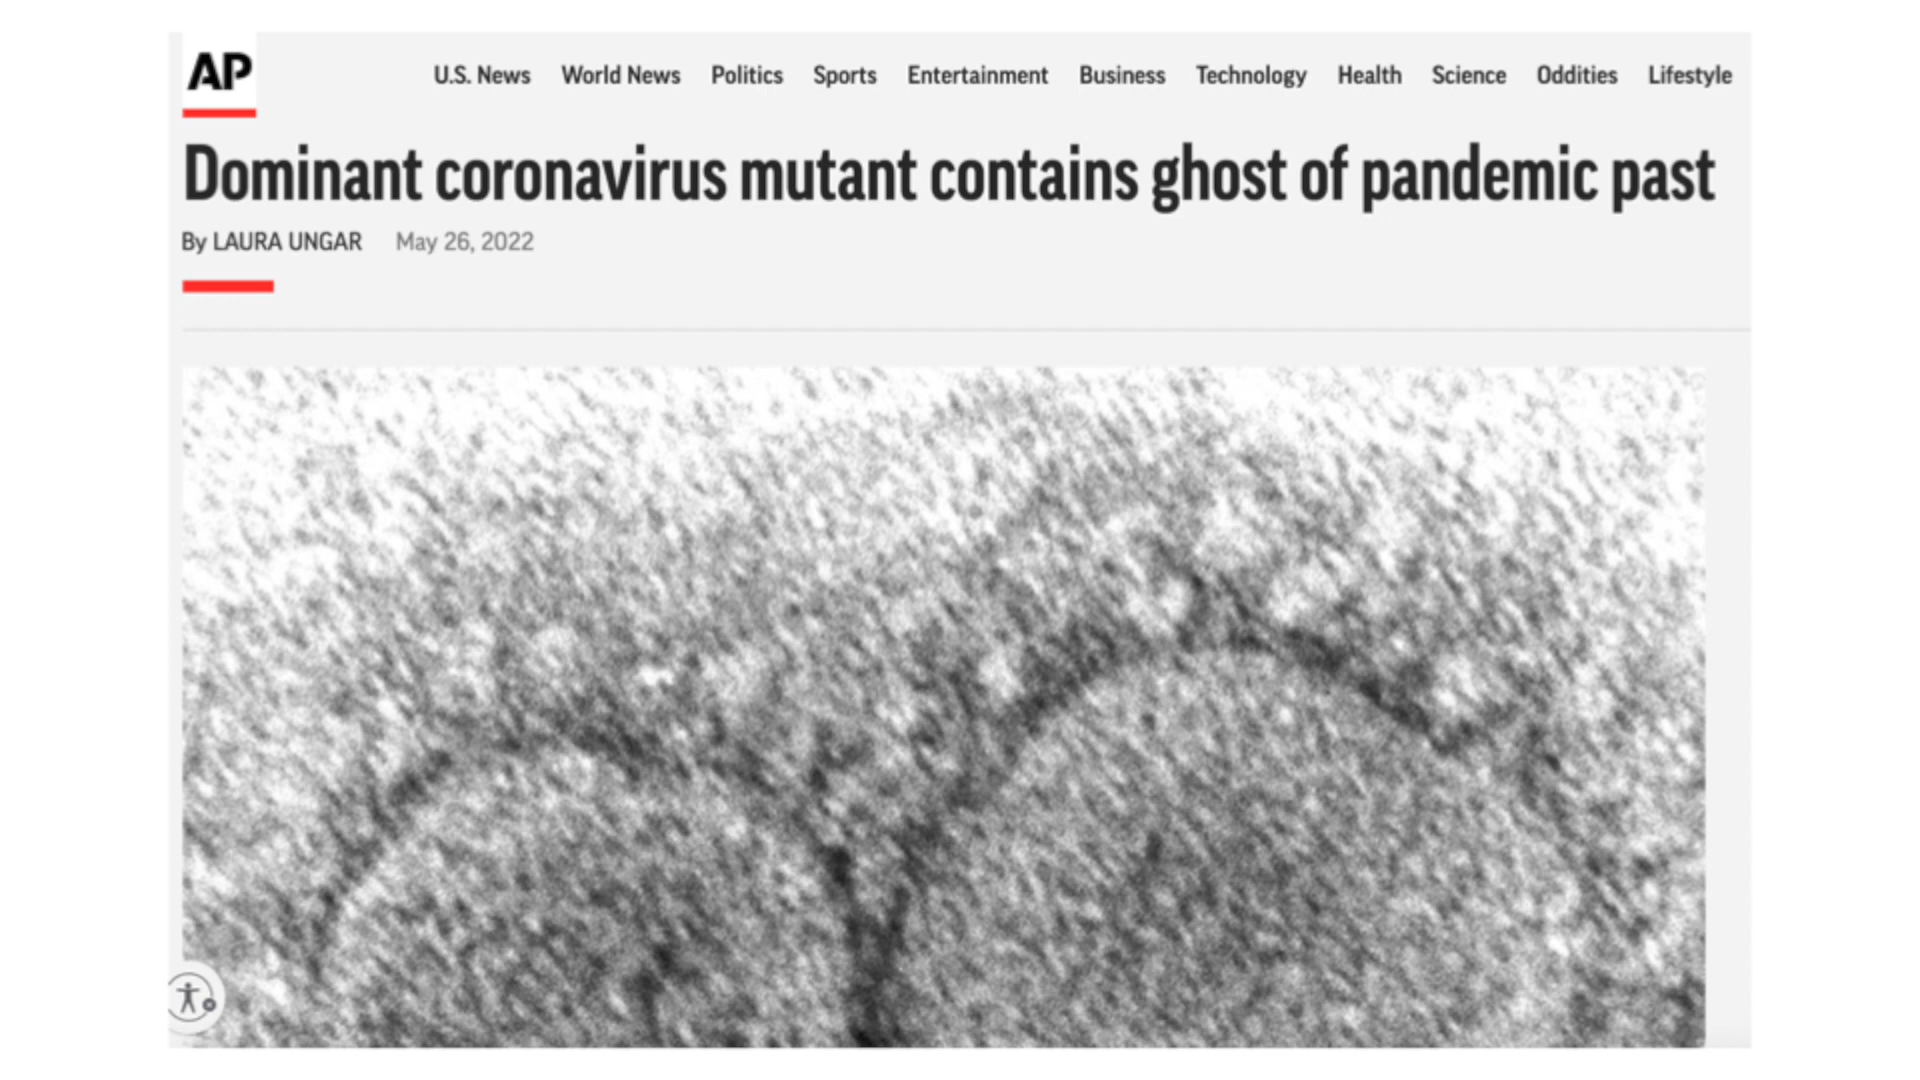 AP
U.S. News World News Politics Sports Entertainment Business Technology Health Science Oddities Lifestyle
Dominant coronavirus mutant contains ghost of pandemic past
By LAURA UNGAR May 26, 2022